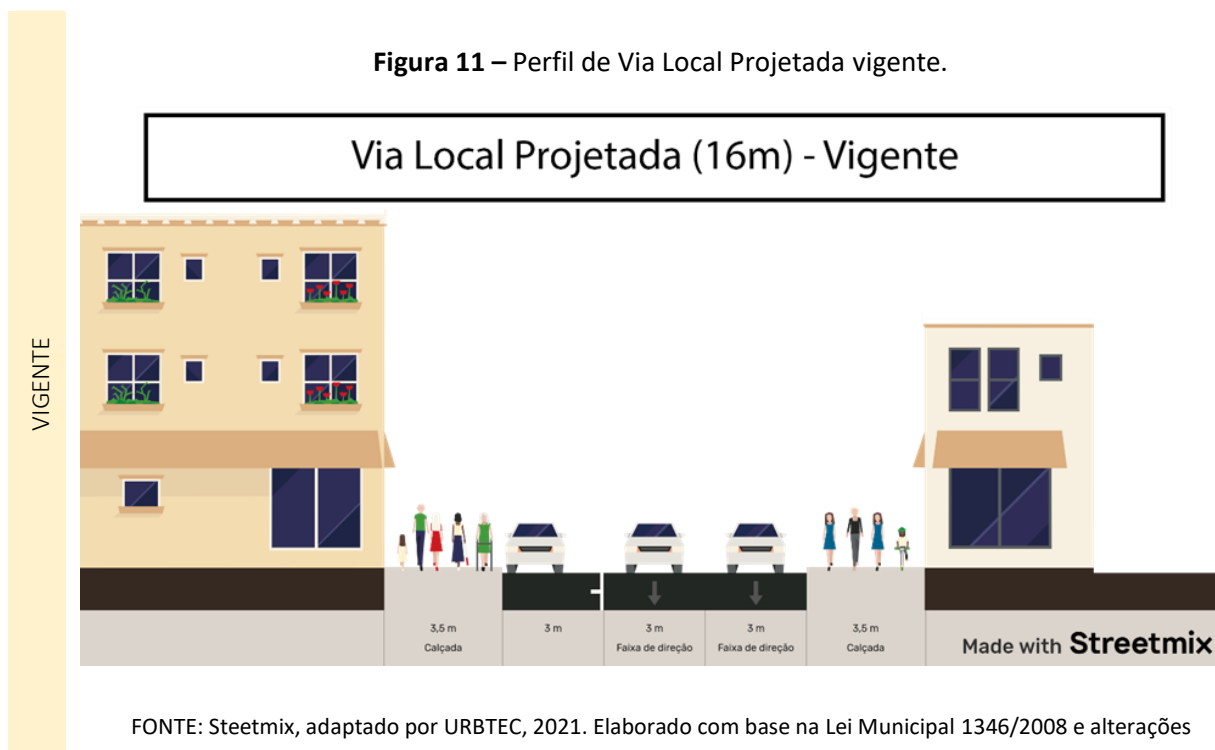 VIGENTE
Figura 11 – Perfil de Via Local Projetada vigente.
Via Local Projetada (16m) - Vigente
3,5 m
Calçada
3 m
3 m
Faixa de direção
3 m
Faixa de direção
3,5 m
Calçada
Made with Streetmix
FONTE: Steetmix, adaptado por URBTEC, 2021. Elaborado com base na Lei Municipal 1346/2008 e alterações